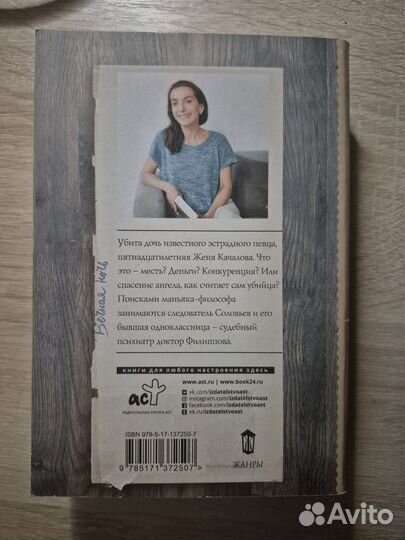 Вечная ночь
Убита дочь известного эстрадного певца,
пятнадцатилетняя Женя Качалова. Что
это – месть? Деньги? Конкуренция? Или
спасение ангела, как считает сам убийца?
Поисками маньяка-философа
занимаются следователь Соловьев и его
бывшая одноклассница – судебный
психиатр доктор Филиппова.
книги для любого настроения здесь
аст
ИЗДАТЕЛЬСКАЯ ГРУППА АСТ
www.ast.ru | www.book24.ru
vk.com/izdatelstvoast
instagram.com/izdatelstvoast
facebook.com/izdatelstvoast
ok.ru/izdatelstvoast
ISBN 978-5-17-137250-7
9 785171 372507 >
ЖАНРЫ
Avito